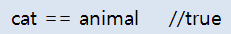 cat == animal    //true